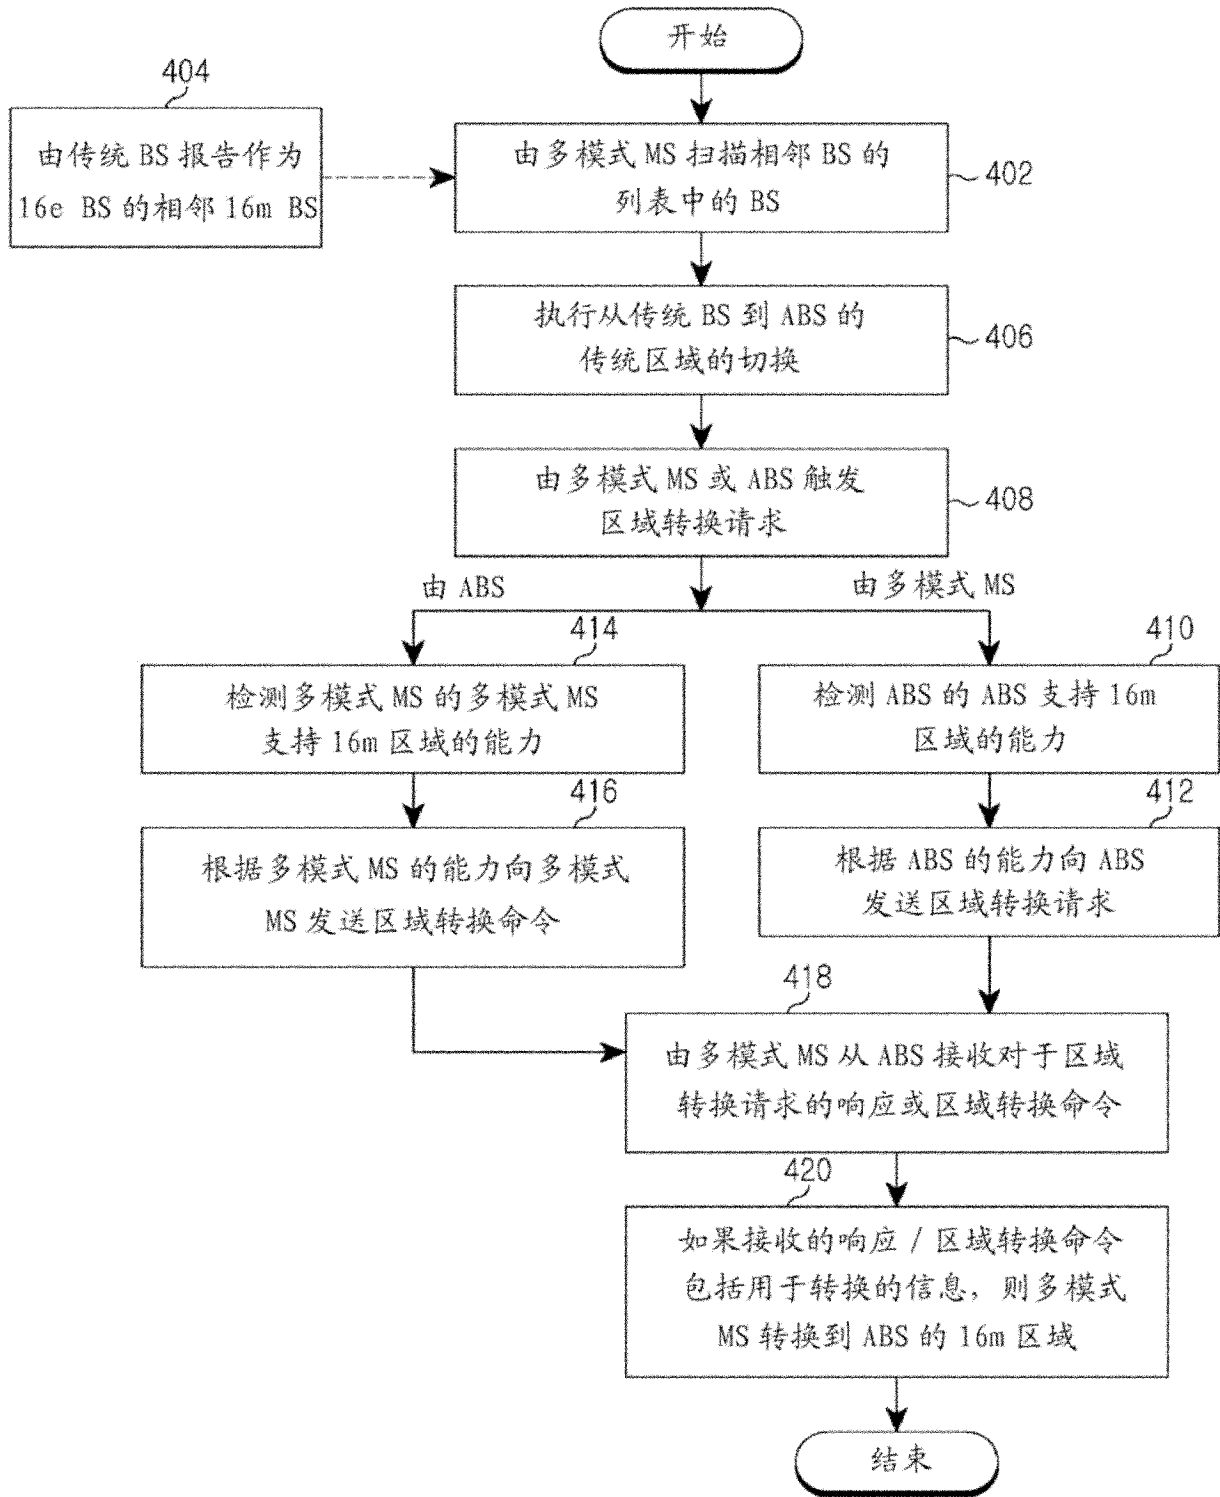 开始
404
由传统 BS 报告作为
16e BS 的相邻 16m BS
由多模式 MS 扫描相邻 BS 的
列表中的 BS
402
执行从传统 BS 到 ABS 的
传统区域的切换
406
由多模式 MS 或 ABS 触发
区域转换请求
408
由 ABS
由多模式 MS
414
检测多模式 MS 的多模式 MS
支持 16m 区域的能力
410
检测 ABS 的 ABS 支持 16m
区域的能力
416
根据多模式 MS 的能力向多模式
MS 发送区域转换命令
412
根据 ABS 的能力向 ABS
发送区域转换请求
418
由多模式 MS 从 ABS 接收对于区域
转换请求的响应或区域转换命令
420
如果接收的响应 / 区域转换命令
包括用于转换的信息，则多模式
MS 转换到 ABS 的 16m 区域
结束